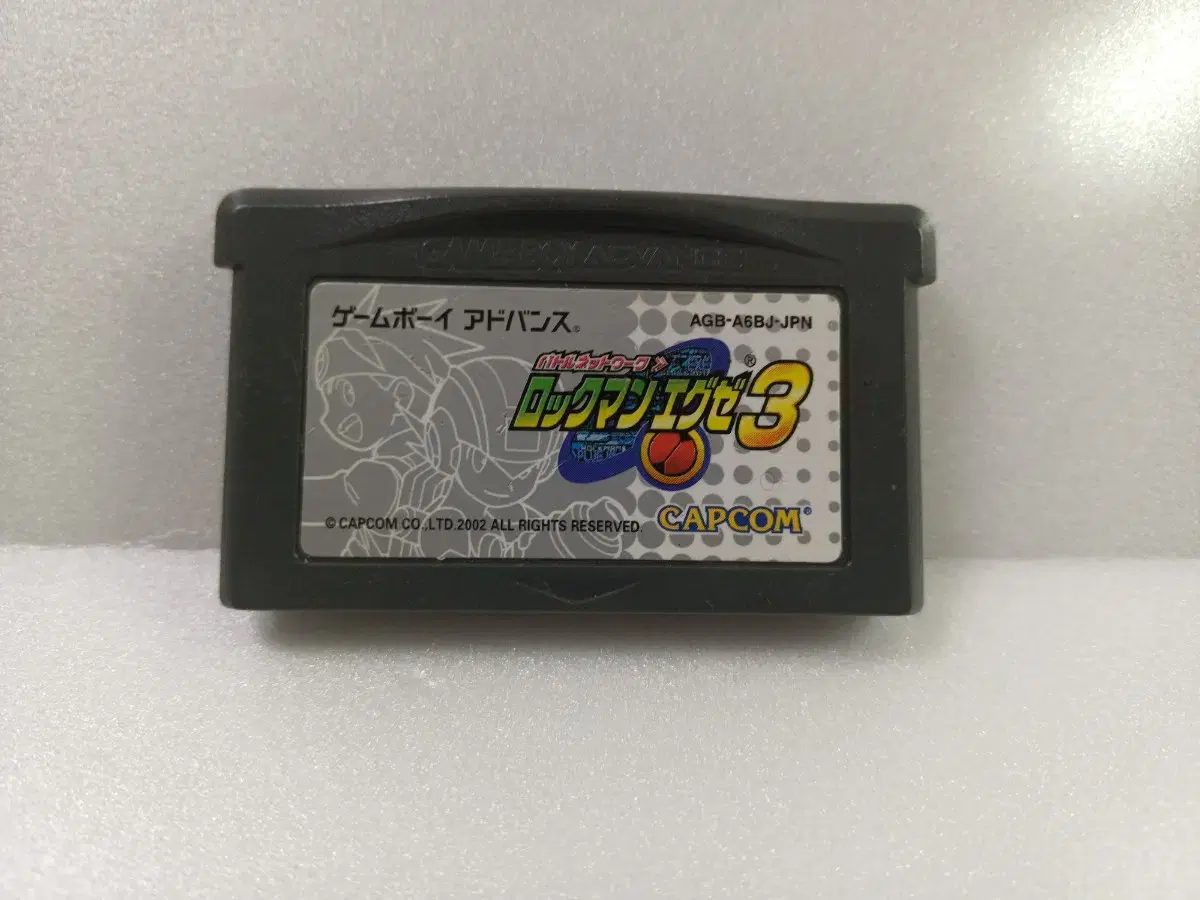 GAME BOY ADVANCE
ゲームボーイ アドバンス®
AGB-A6BJ-JPN
バトルネットワーク
ロックマン エグゼ3®
© CAPCOM CO.,LTD.2002 ALL RIGHTS RESERVED.
CAPCOM®